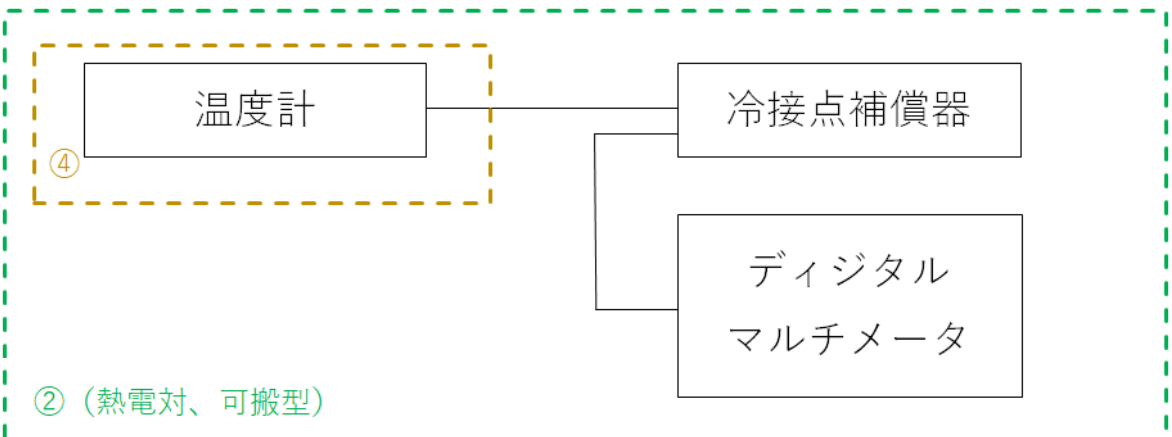 温度計
冷接点補償器
④
ディジタル
マルチメータ
②（熱電対、可搬型）